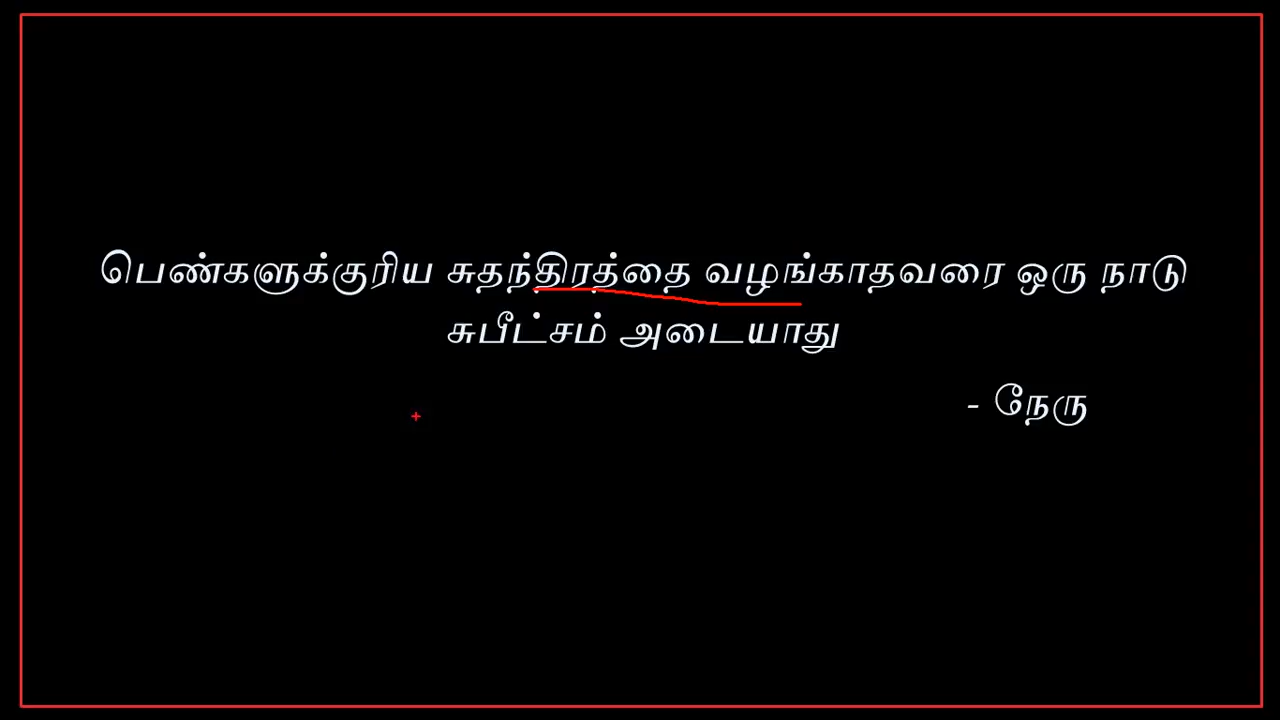 பெண்களுக்குரிய சுதந்திரத்தை வழங்காதவரை ஒரு நாடு
சுபீட்சம் அடையாது
- நேரு